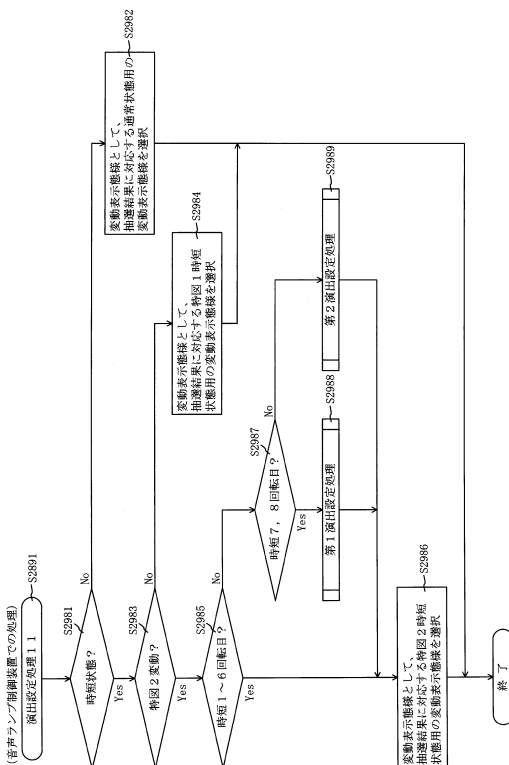 (音声ランプ制御装置での処理)
演出設定処理11
S2891
時短状態?
S2981
No
Yes
変動表示態様として、
抽選結果に対応する通常状態用の
変動表示態様を選択
S2982
特図2変動?
S2983
No
Yes
変動表示態様として、
抽選結果に対応する特図1時短
状態用の変動表示態様を選択
S2984
時短1~6回転目?
S2985
No
Yes
時短7,8回転目?
S2987
No
Yes
第1演出設定処理
S2988
第2演出設定処理
S2989
変動表示態様として、
抽選結果に対応する特図2時短
状態用の変動表示態様を選択
S2986
終了